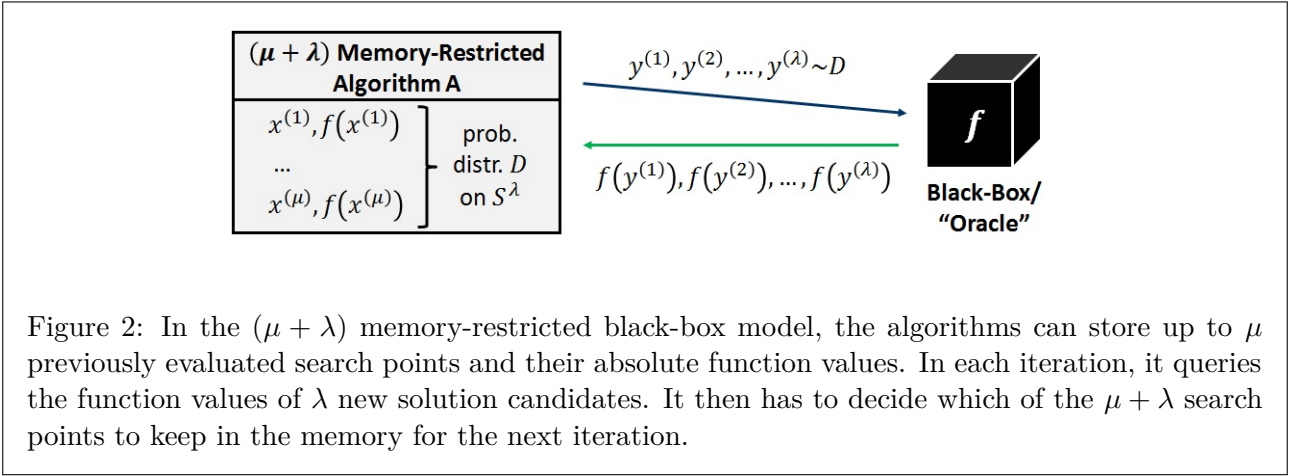 (μ + λ) Memory-Restricted
Algorithm A
x^(1), f(x^(1))
...
x^(μ), f(x^(μ))
prob.
distr. D
on S^λ
y^(1), y^(2), ..., y^(λ)~D
f(y^(1)), f(y^(2)), ..., f(y^(λ))
f
Black-Box/
"Oracle"
Figure 2: In the (μ + λ) memory-restricted black-box model, the algorithms can store up to μ
previously evaluated search points and their absolute function values. In each iteration, it queries
the function values of λ new solution candidates. It then has to decide which of the μ + λ search
points to keep in the memory for the next iteration.